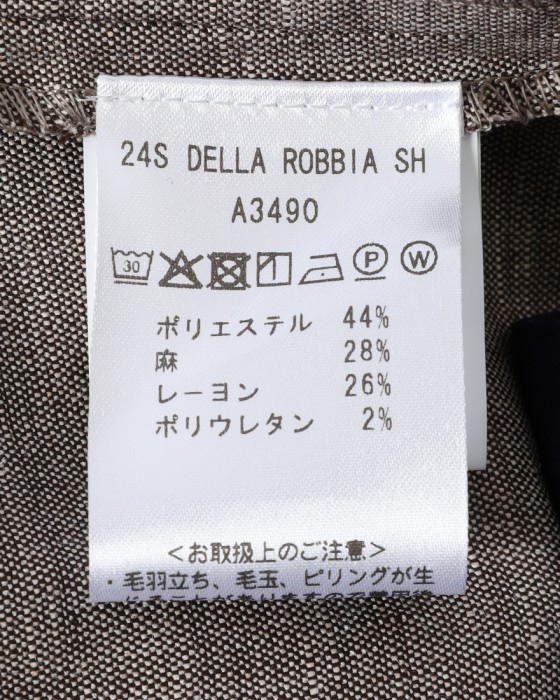 24S DELLA ROBBIA SH
A3490
30 P W
ポリエステル 44%
麻 28%
レーヨン 26%
ポリウレタン 2%
<お取扱上のご注意>
・毛羽立ち、毛玉、ピリングが生